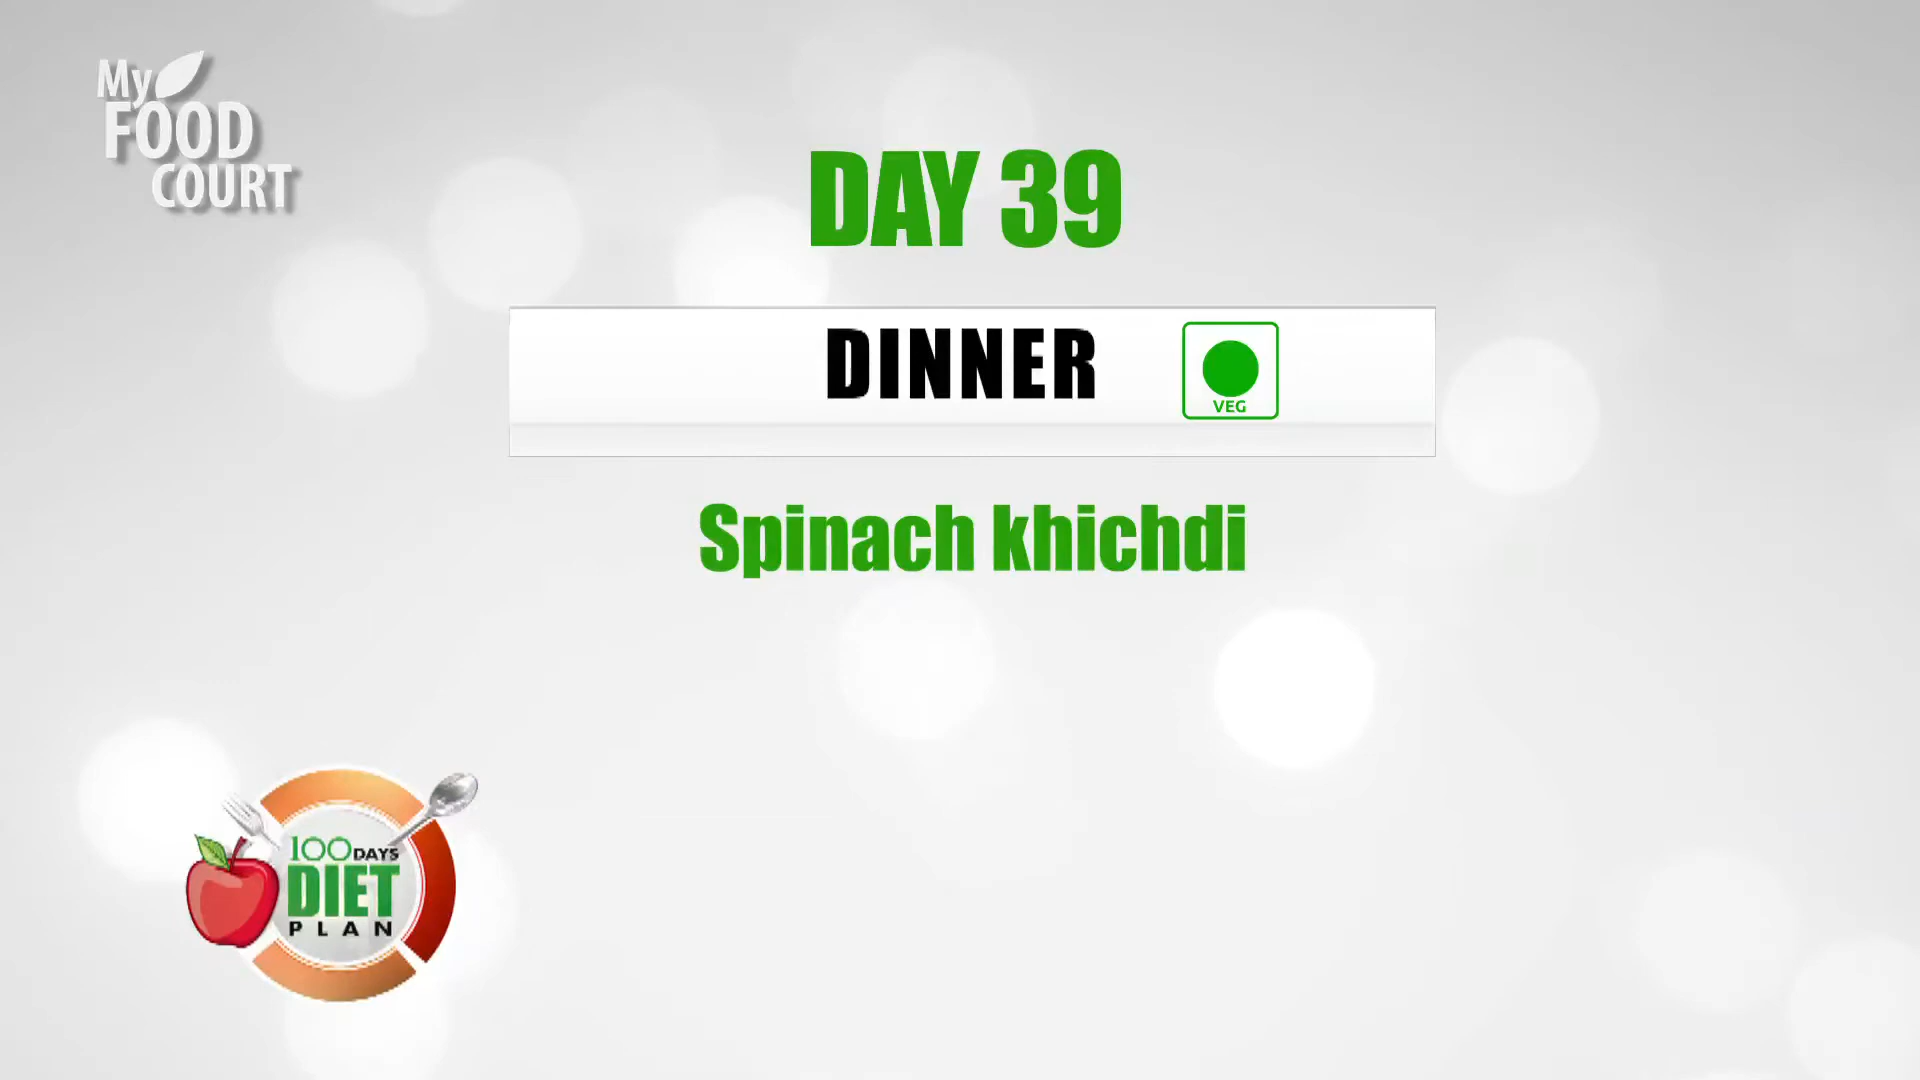 My
FOOD
COURT
DAY 39
DINNER
VEG
Spinach khichdi
100 DAYS
DIET
PLAN